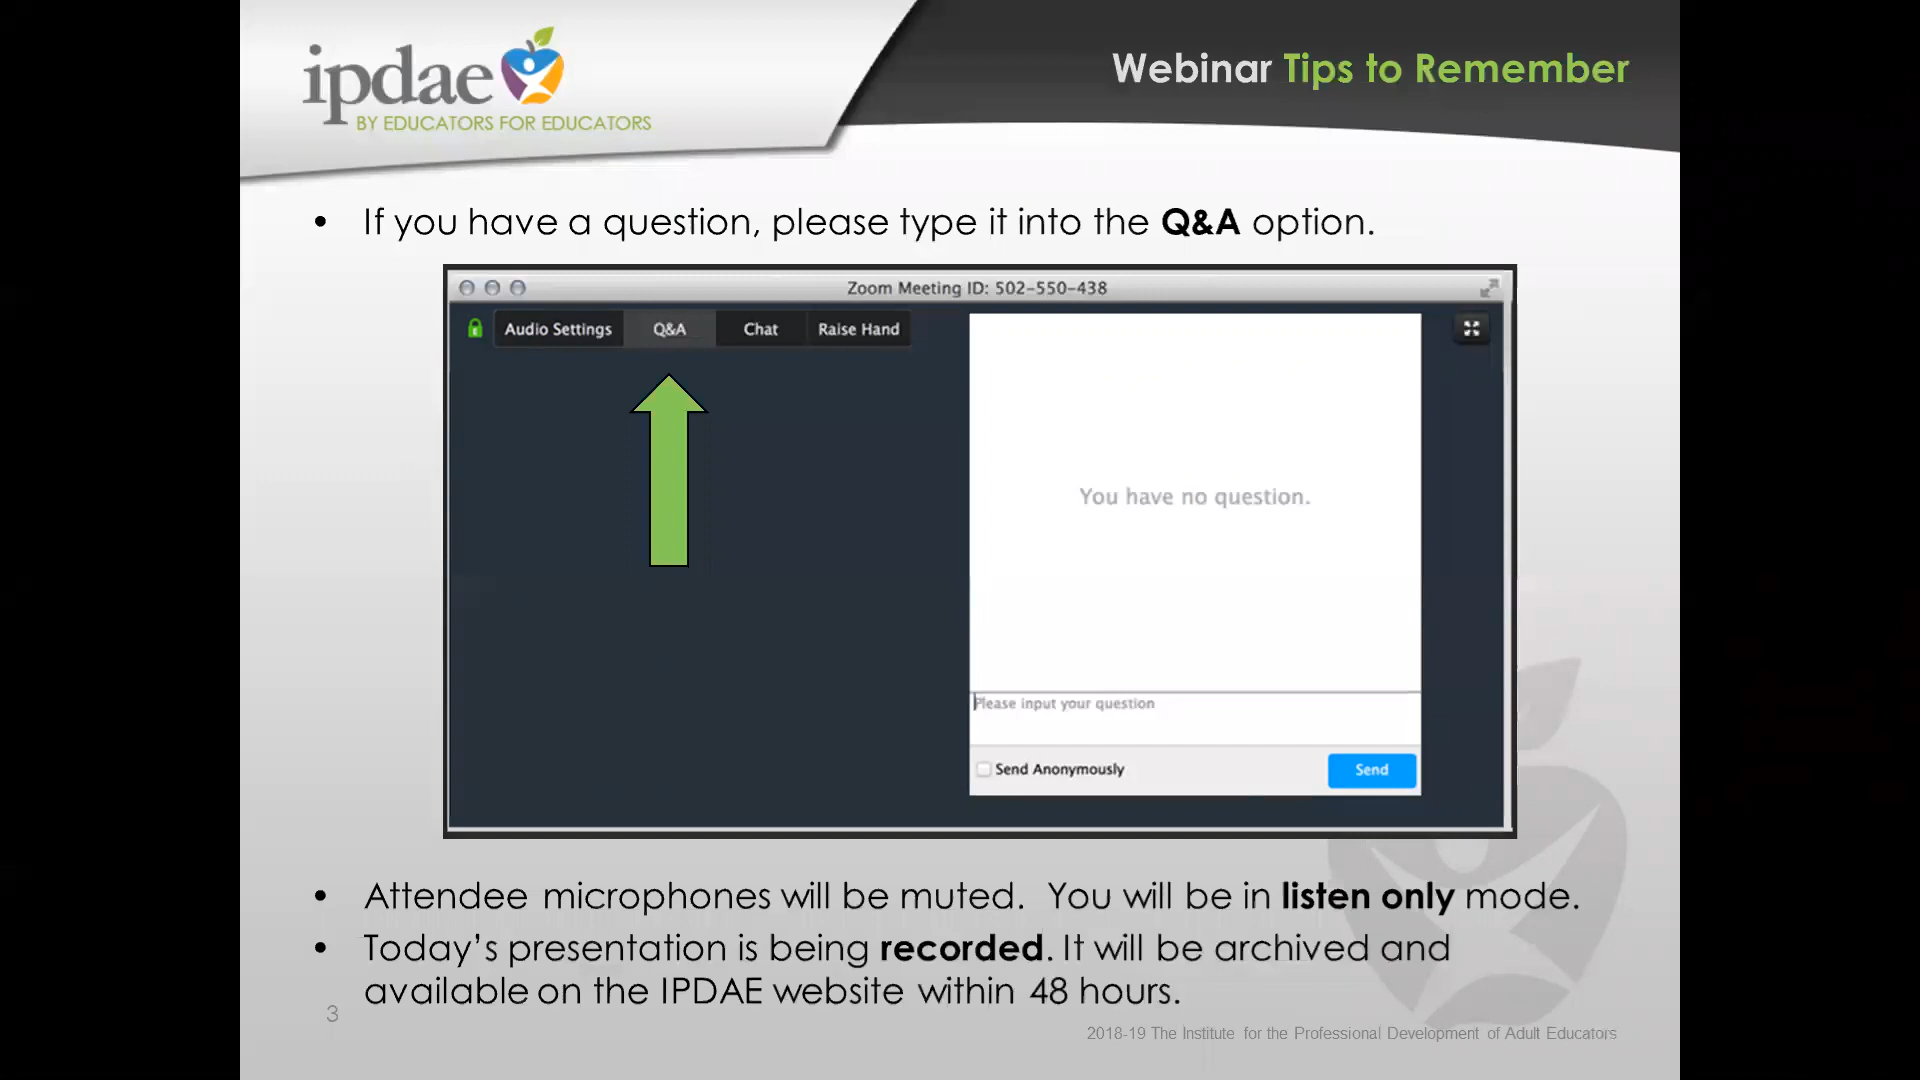 ipdae
BY EDUCATORS FOR EDUCATORS
Webinar Tips to Remember
• If you have a question, please type it into the Q&A option.
Zoom Meeting ID: 502-550-438
Audio Settings Q&A Chat Raise Hand
You have no question.
Please input your question
Send Anonymously Send
• Attendee microphones will be muted. You will be in listen only mode.
• Today’s presentation is being recorded. It will be archived and
available on the IPDAE website within 48 hours.
3
2018-19 The Institute for the Professional Development of Adult Educators